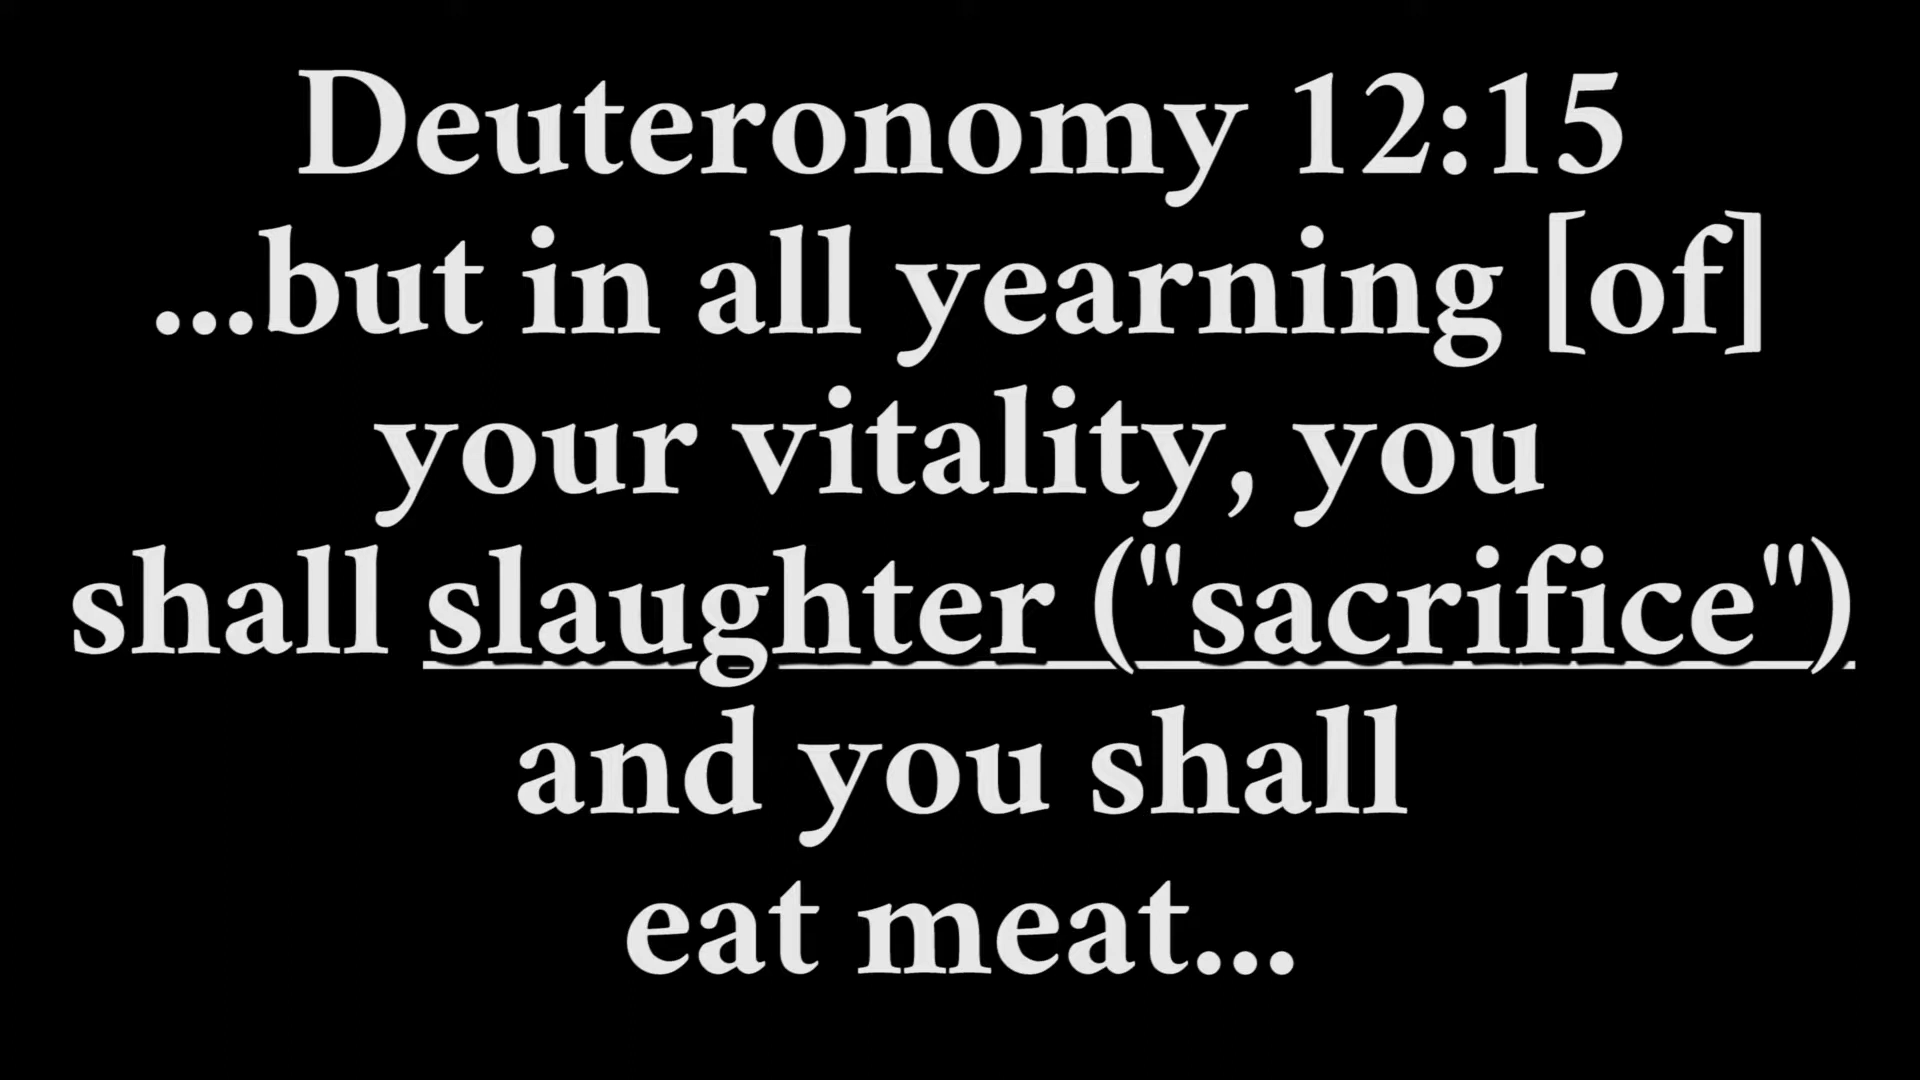 Deuteronomy 12:15
...but in all yearning [of]
your vitality, you
shall slaughter ("sacrifice")
and you shall
eat meat...